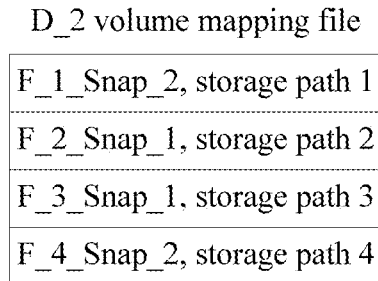 D_2 volume mapping file
F_1_Snap_2, storage path 1
F_2_Snap_1, storage path 2
F_3_Snap_1, storage path 3
F_4_Snap_2, storage path 4